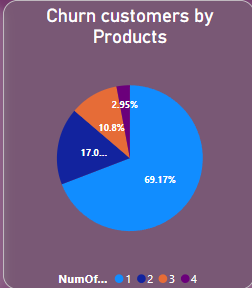 Churn customers by
Products
2.95%
10.8%
17.0...
69.17%
NumOf... 1 2 3 4